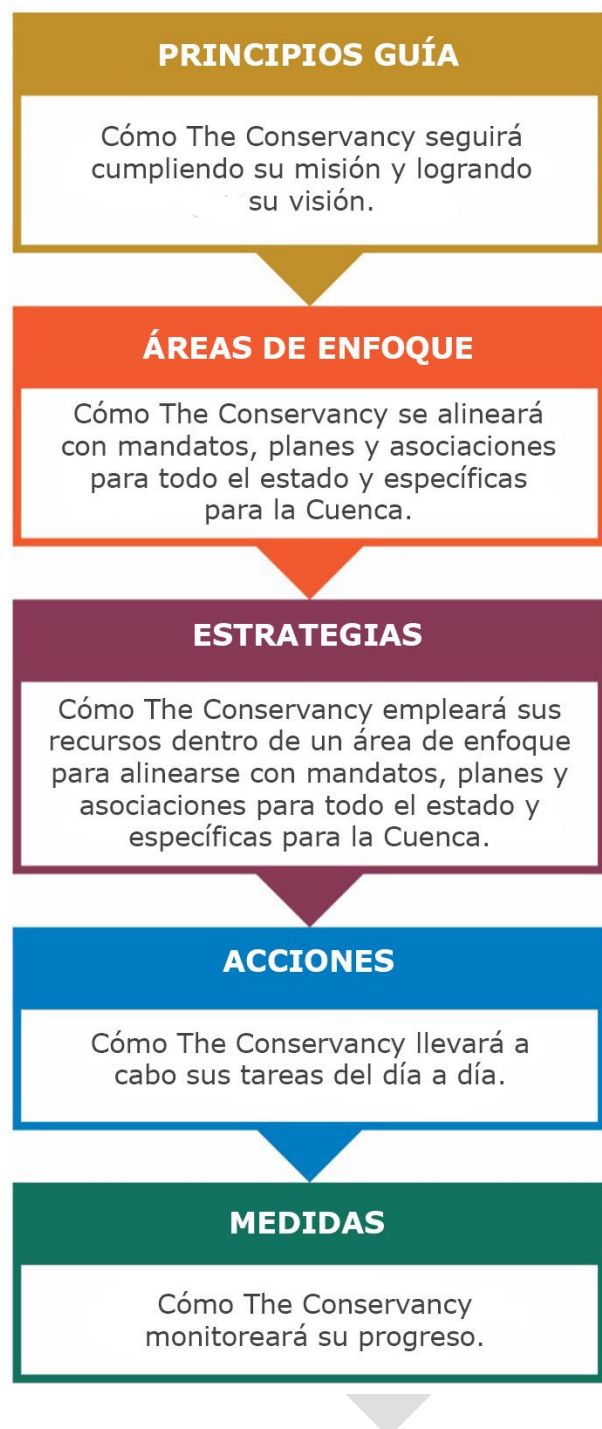 PRINCIPIOS GUÍA
Cómo The Conservancy seguirá
cumpliendo su misión y logrando
su visión.
ÁREAS DE ENFOQUE
Cómo The Conservancy se alineará
con mandatos, planes y asociaciones
para todo el estado y específicas
para la Cuenca.
ESTRATEGIAS
Cómo The Conservancy empleará sus
recursos dentro de un área de enfoque
para alinearse con mandatos, planes y
asociaciones para todo el estado y
específicas para la Cuenca.
ACCIONES
Cómo The Conservancy llevará a
cabo sus tareas del día a día.
MEDIDAS
Cómo The Conservancy
monitoreará su progreso.